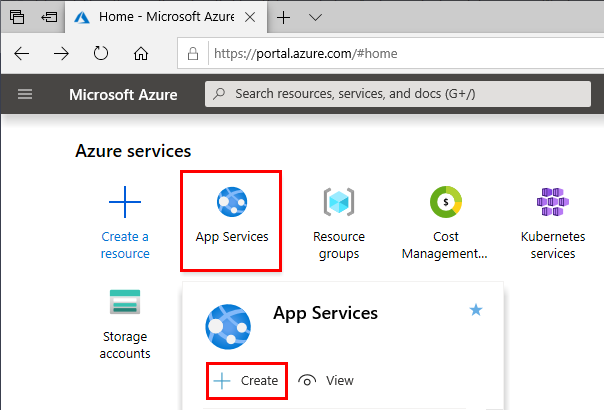 Home - Microsoft Azure
https://portal.azure.com/#home
Microsoft Azure
Search resources, services, and docs (G+/)
Azure services
Create a
resource
App Services
Resource
groups
Cost
Management...
Kubernetes
services
Storage
accounts
App Services
Create
View